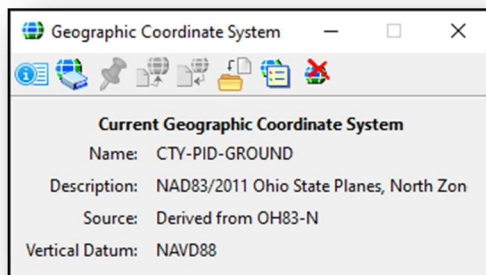 Geographic Coordinate System
Current Geographic Coordinate System
Name: CTY-PID-GROUND
Description: NAD83/2011 Ohio State Planes, North Zon
Source: Derived from OH83-N
Vertical Datum: NAVD88